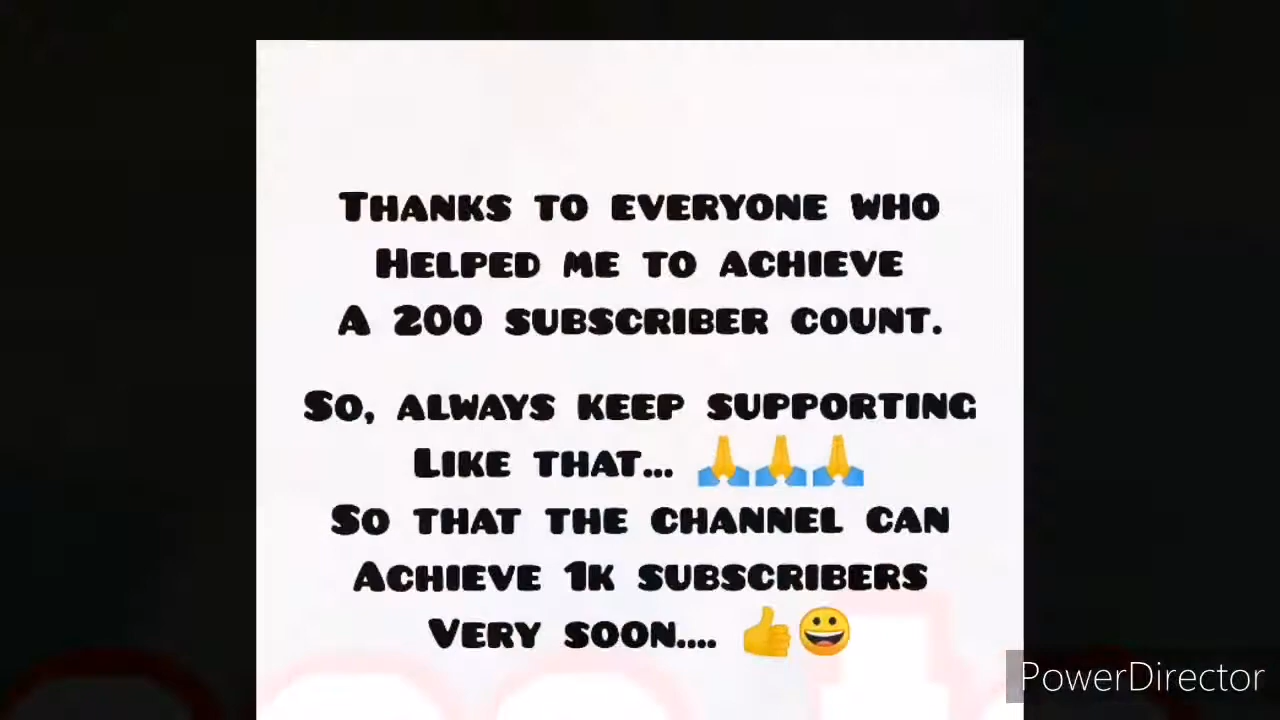 Thanks to everyone who
Helped me to achieve
a 200 subscriber count.
So, always keep supporting
Like that... 🙏🙏🙏
So that the channel can
Achieve 1k subscribers
Very soon.... 👍😀
PowerDirector